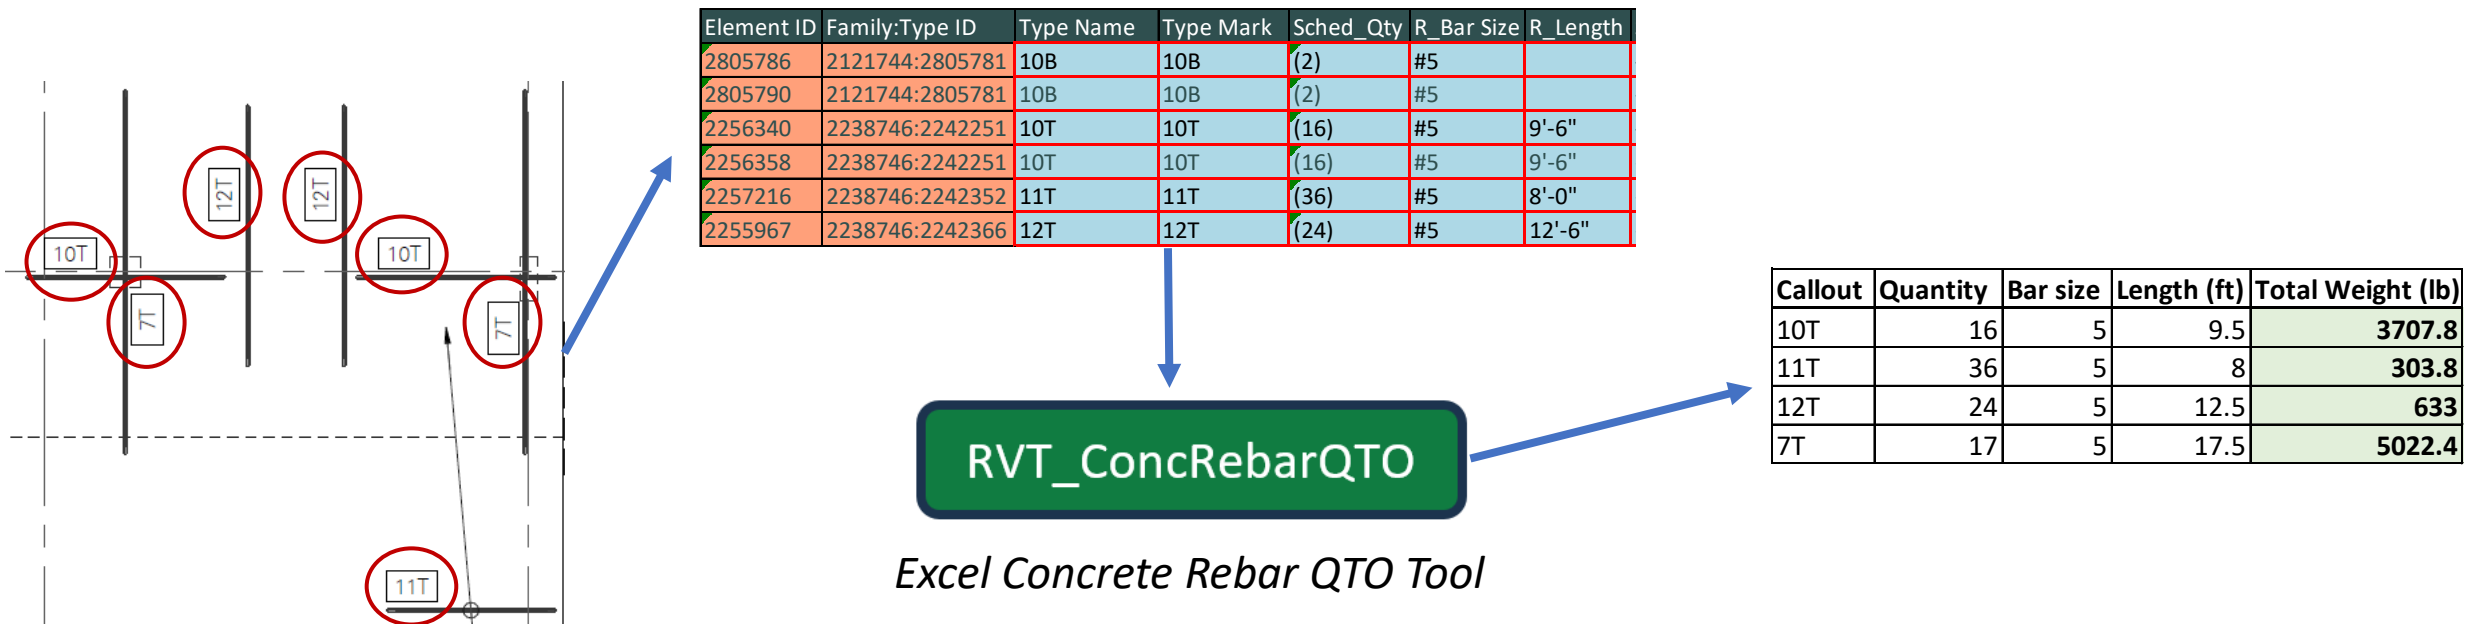 Element ID Family:Type ID Type Name Type Mark Sched_Qty R_Bar Size R_Length
2805786 2121744:2805781 10B 10B (2) #5
2805790 2121744:2805781 10B 10B (2) #5
2256340 2238746:2242251 10T 10T (16) #5 9'-6"
2256358 2238746:2242251 10T 10T (16) #5 9'-6"
2257216 2238746:2242352 11T 11T (36) #5 8'-0"
2255967 2238746:2242366 12T 12T (24) #5 12'-6"
12T
12T
10T
10T
7T
7T
11T
RVT_ConcRebarQTO
Excel Concrete Rebar QTO Tool
Callout Quantity Bar size Length (ft) Total Weight (lb)
10T 16 5 9.5 3707.8
11T 36 5 8 303.8
12T 24 5 12.5 633
7T 17 5 17.5 5022.4